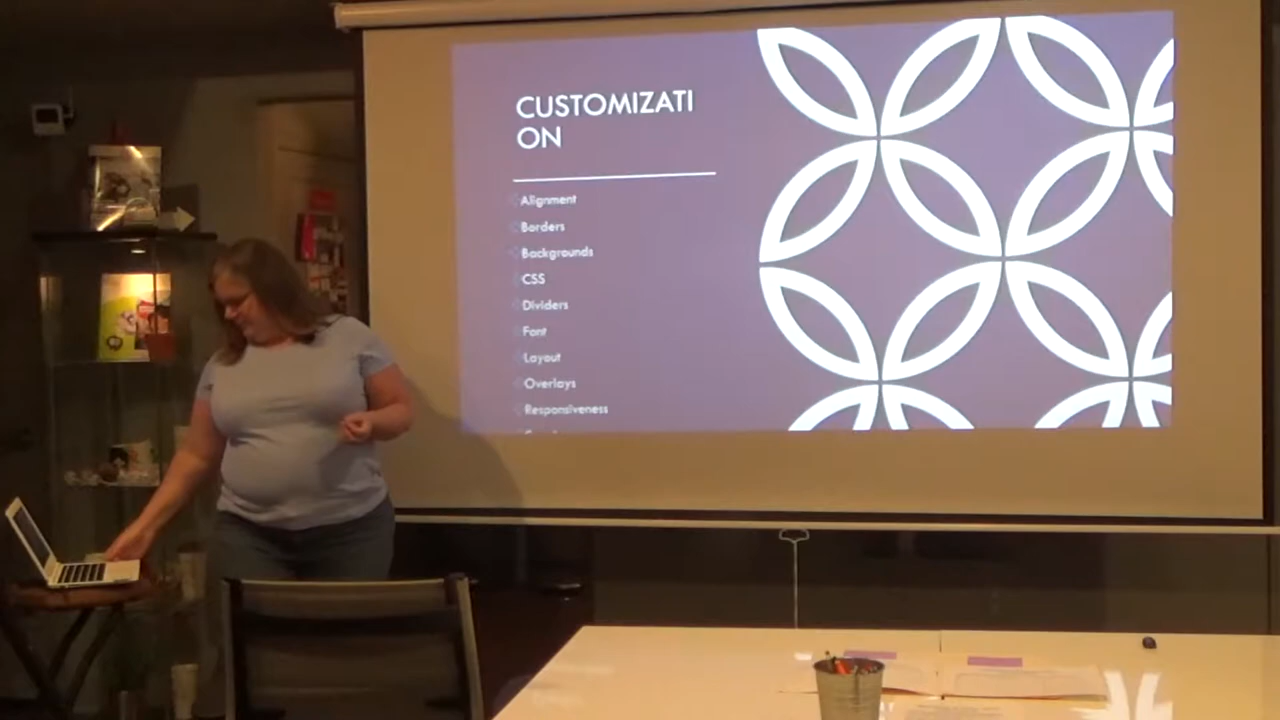 CUSTOMIZATI
ON
Alignment
Borders
Backgrounds
CSS
Dividers
Font
Layout
Overlays
Responsiveness